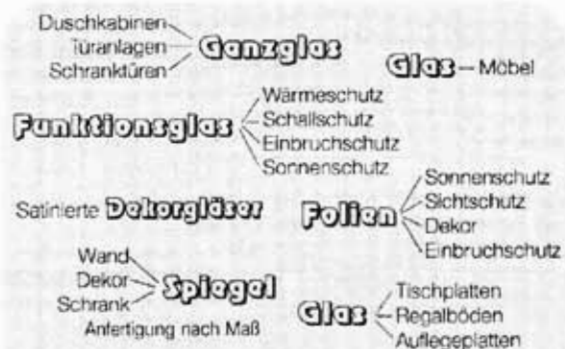 Duschkabinen
Türanlagen
Schranktüren
Ganzglas
Glas – Möbel
Funktionsglas
Wärmeschutz
Schallschutz
Einbruchschutz
Sonnenschutz
Satinierte Dekorgläser
Folien
Sonnenschutz
Sichtschutz
Dekor
Einbruchschutz
Wand
Dekor
Schrank
Spiegel
Anfertigung nach Maß
Glas
Tischplatten
Regalböden
Auflegeplatten